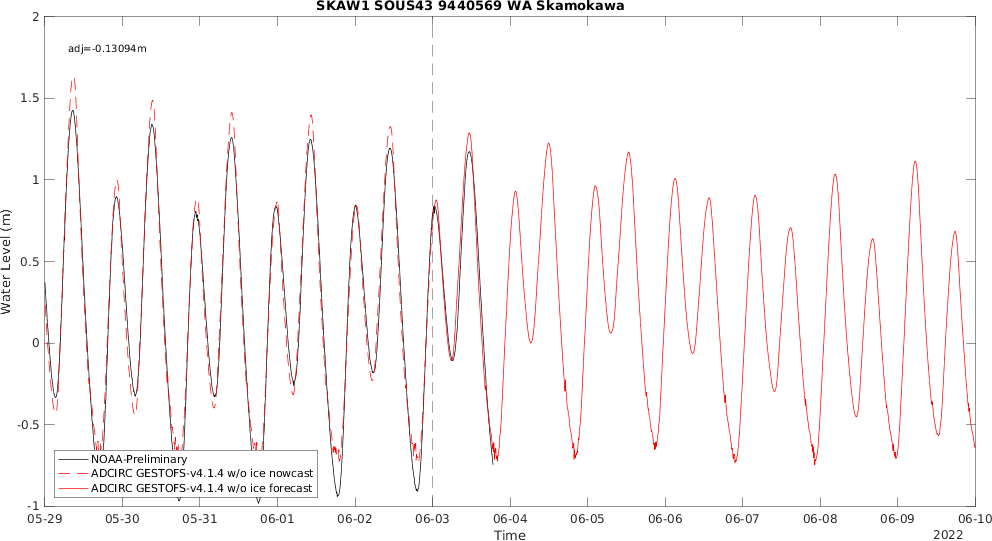 SKAW1 SOUS43 9440569 WA Skamokawa
adj=-0.13094m
2
1.5
1
0.5
0
-0.5
-1
Water Level (m)
NOAA-Preliminary
ADCIRC GESTOFS-v4.1.4 w/o ice nowcast
ADCIRC GESTOFS-v4.1.4 w/o ice forecast
05-29 05-30 05-31 06-01 06-02 06-03 06-04 06-05 06-06 06-07 06-08 06-09 06-10
Time
2022